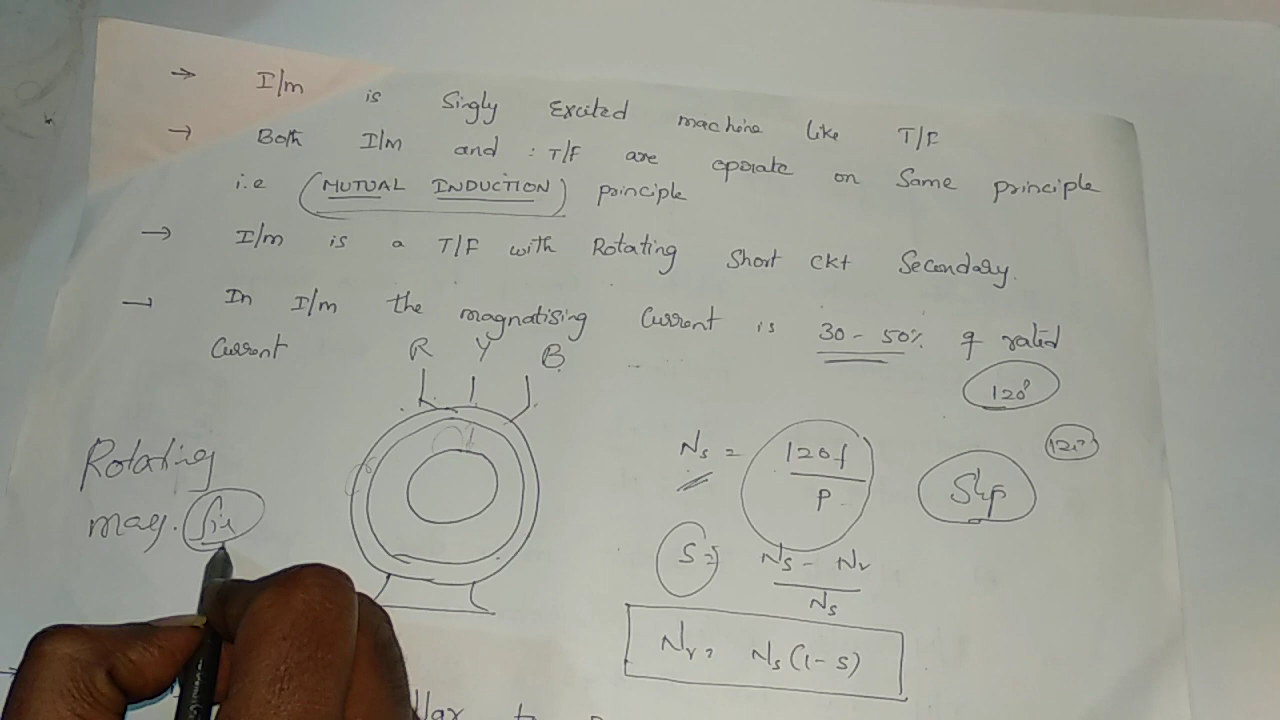 → I/m is Singly Excited machine like T/F
→ Both I/m and : T/F are operate on Same principle
i.e (MUTUAL INDUCTION) principle
→ I/m is a T/F with Rotating Short ckt Secondary.
→ In I/m the magnatising Current is 30 - 50% of rated
Current
R Y B
120°
Rotating
mag.
Ns = 120f / P
Slip
120
S = Ns - Nr / Ns
Nr = Ns (1 - s)
to